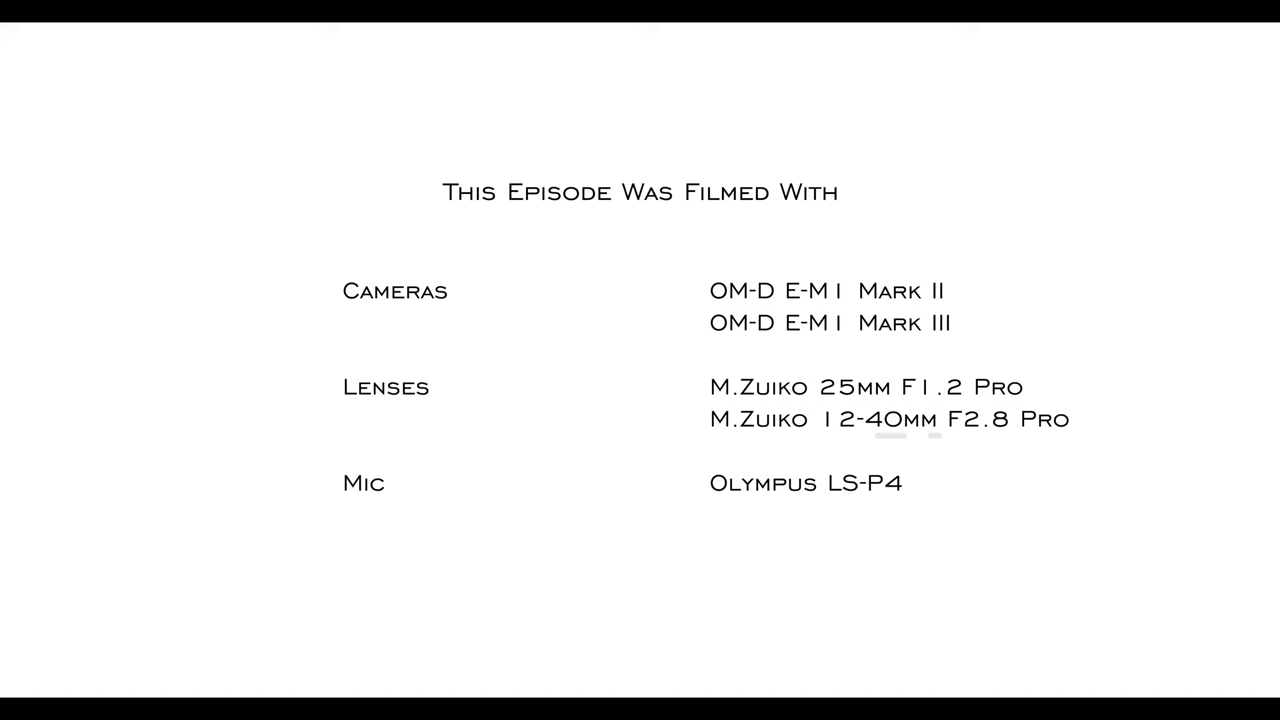 This Episode Was Filmed With
Cameras OM-D E-M1 Mark II
OM-D E-M1 Mark III
Lenses M.Zuiko 25mm F1.2 Pro
M.Zuiko 12-40mm F2.8 Pro
Mic Olympus LS-P4